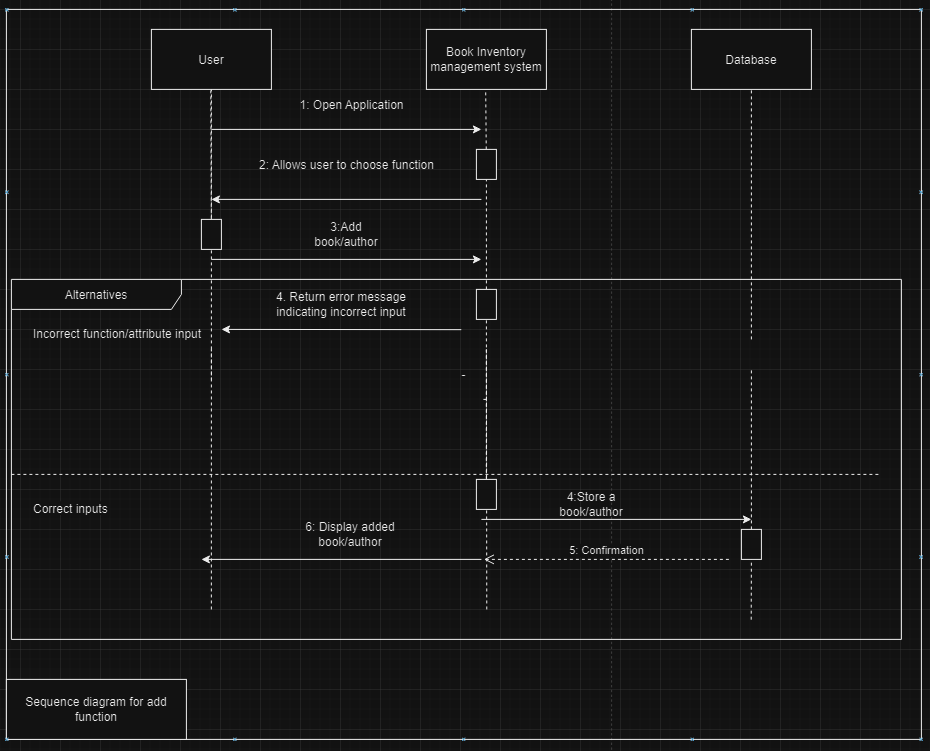 User
Book Inventory
management system
Database
1: Open Application
2: Allows user to choose function
3:Add
book/author
Alternatives
4. Return error message
indicating incorrect input
Incorrect function/attribute input
-
Correct inputs
4:Store a
book/author
6: Display added
book/author
5: Confirmation
Sequence diagram for add
function